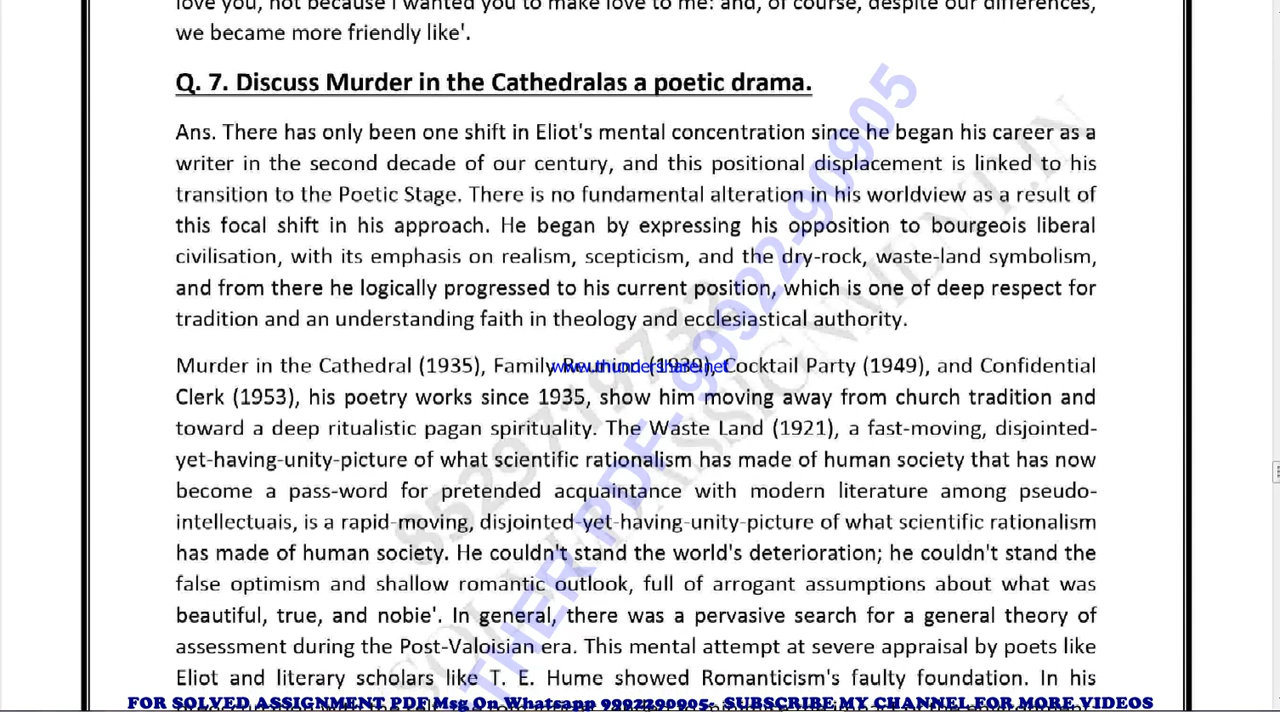 love you, not because I wanted you to make love to me: and, of course, despite our differences,
we became more friendly like'.
Q. 7. Discuss Murder in the Cathedralas a poetic drama.
Ans. There has only been one shift in Eliot's mental concentration since he began his career as a
writer in the second decade of our century, and this positional displacement is linked to his
transition to the Poetic Stage. There is no fundamental alteration in his worldview as a result of
this focal shift in his approach. He began by expressing his opposition to bourgeois liberal
civilisation, with its emphasis on realism, scepticism, and the dry-rock, waste-land symbolism,
and from there he logically progressed to his current position, which is one of deep respect for
tradition and an understanding faith in theology and ecclesiastical authority.
Murder in the Cathedral (1935), Family Reunion (1939), Cocktail Party (1949), and Confidential
www.thundershare.net
Clerk (1953), his poetry works since 1935, show him moving away from church tradition and
toward a deep ritualistic pagan spirituality. The Waste Land (1921), a fast-moving, disjointed-
yet-having-unity-picture of what scientific rationalism has made of human society that has now
become a pass-word for pretended acquaintance with modern literature among pseudo-
intellectuais, is a rapid-moving, disjointed-yet-having-unity-picture of what scientific rationalism
has made of human society. He couldn't stand the world's deterioration; he couldn't stand the
false optimism and shallow romantic outlook, full of arrogant assumptions about what was
beautiful, true, and nobie'. In general, there was a pervasive search for a general theory of
assessment during the Post-Valoisian era. This mental attempt at severe appraisal by poets like
Eliot and literary scholars like T. E. Hume showed Romanticism's faulty foundation. In his
FOR SOLVED ASSIGNMENT PDF Msg On Whatsapp 9992290905- SUBSCRIBE MY CHANNEL FOR MORE VIDEOS